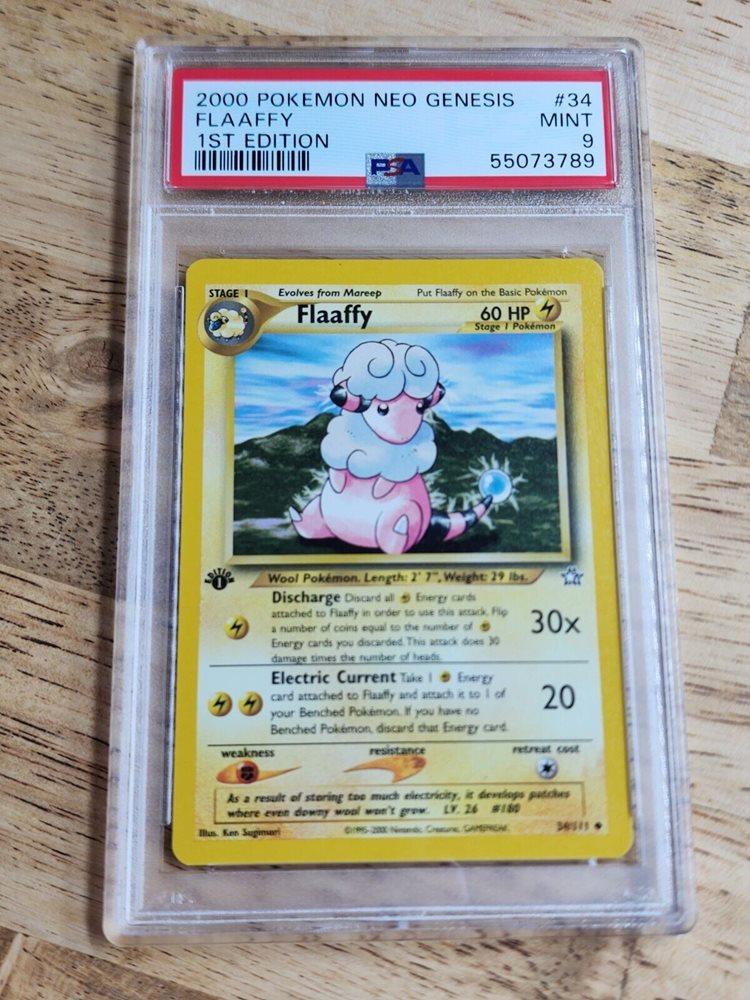 2000 POKEMON NEO GENESIS #34
FLAAFFY MINT
1ST EDITION 9
PSA 55073789
STAGE 1 Evolves from Mareep Put Flaaffy on the Basic Pokémon
Flaaffy 60 HP
Stage 1 Pokémon
EDITION
1
Wool Pokémon. Length: 2' 7", Weight: 29 lbs.
Discharge Discard all Energy cards
attached to Flaaffy in order to use this attack. Flip
a number of coins equal to the number of
Energy cards you discarded. This attack does 30
damage times the number of heads.
30x
Electric Current Take 1 Energy
card attached to Flaaffy and attach it to 1 of
your Benched Pokémon. If you have no
Benched Pokémon, discard that Energy card.
20
weakness resistance retreat cost
As a result of storing too much electricity, it develops patches
where even downy wool won't grow. LV. 26 #180
Illus. Ken Sugimori ©1995-2000 Nintendo, Creatures, GAMEFREAK. 34/111